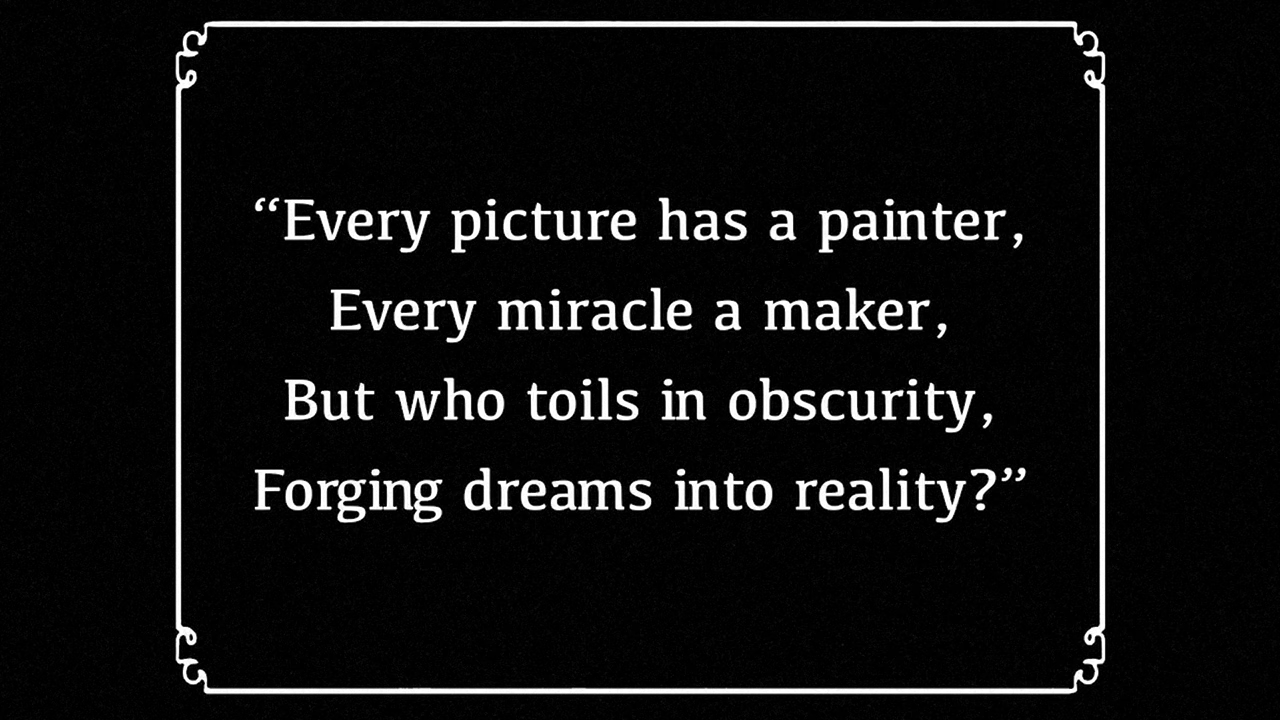 “Every picture has a painter,
Every miracle a maker,
But who toils in obscurity,
Forging dreams into reality?”